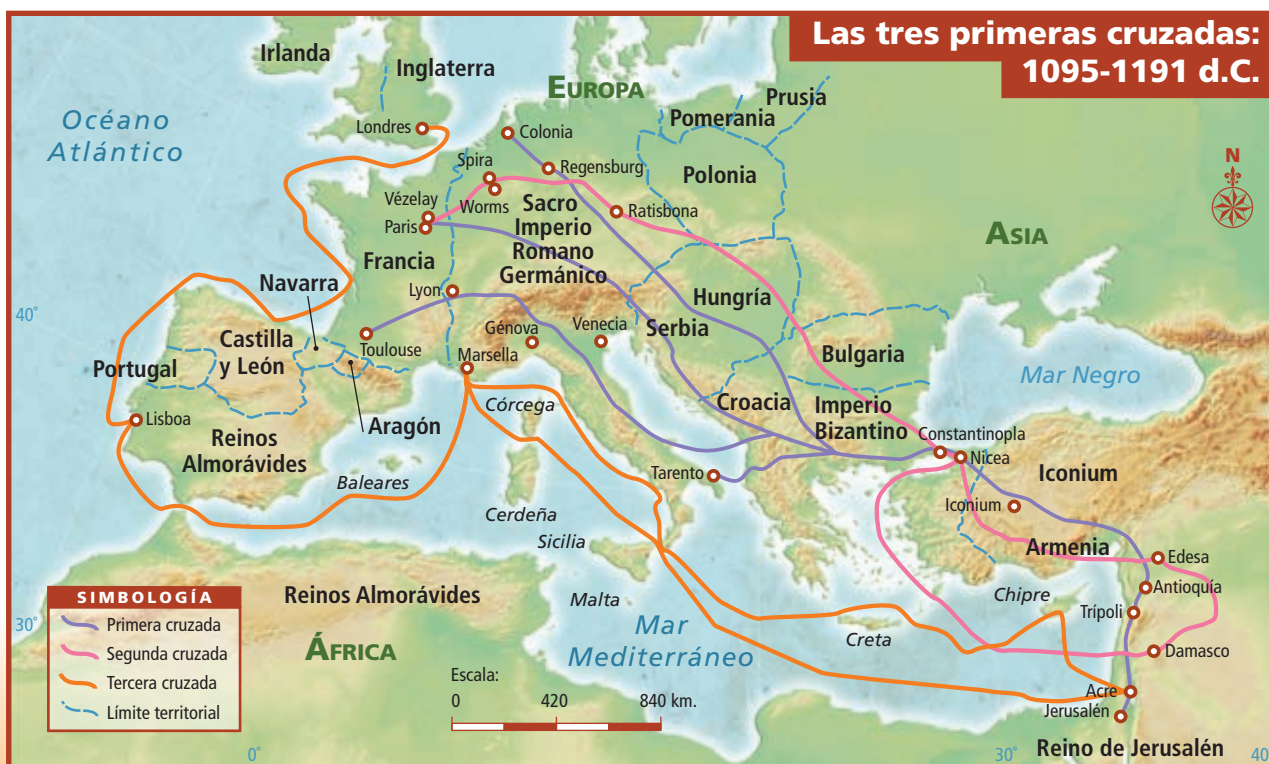 Las tres primeras cruzadas:
1095-1191 d.C.
Irlanda
Inglaterra
EUROPA
Prusia
Pomerania
Océano
Atlántico
Londres
Colonia
Spira
Regensburg
Polonia
N
Vézelay
Worms
Sacro
Imperio
Romano
Germánico
Ratisbona
Paris
ASIA
Francia
Navarra
Lyon
Hungría
40°
40°
Castilla
y León
Toulouse
Génova
Venecia
Serbia
Marsella
Bulgaria
Portugal
Mar Negro
Córcega
Croacia
Imperio
Bizantino
Lisboa
Aragón
Constantinopla
Nicea
Reinos
Almorávides
Tarento
Iconium
Baleares
Iconium
Cerdeña
Sicilia
Armenia
Edesa
Antioquía
SIMBOLOGÍA
Primera cruzada
Segunda cruzada
Tercera cruzada
Límite territorial
Reinos Almorávides
Malta
Chipre
Trípoli
30°
Mar
Mediterráneo
Creta
ÁFRICA
Damasco
Escala:
0 420 840 km.
Acre
Jerusalén
0°
30°
Reino de Jerusalén